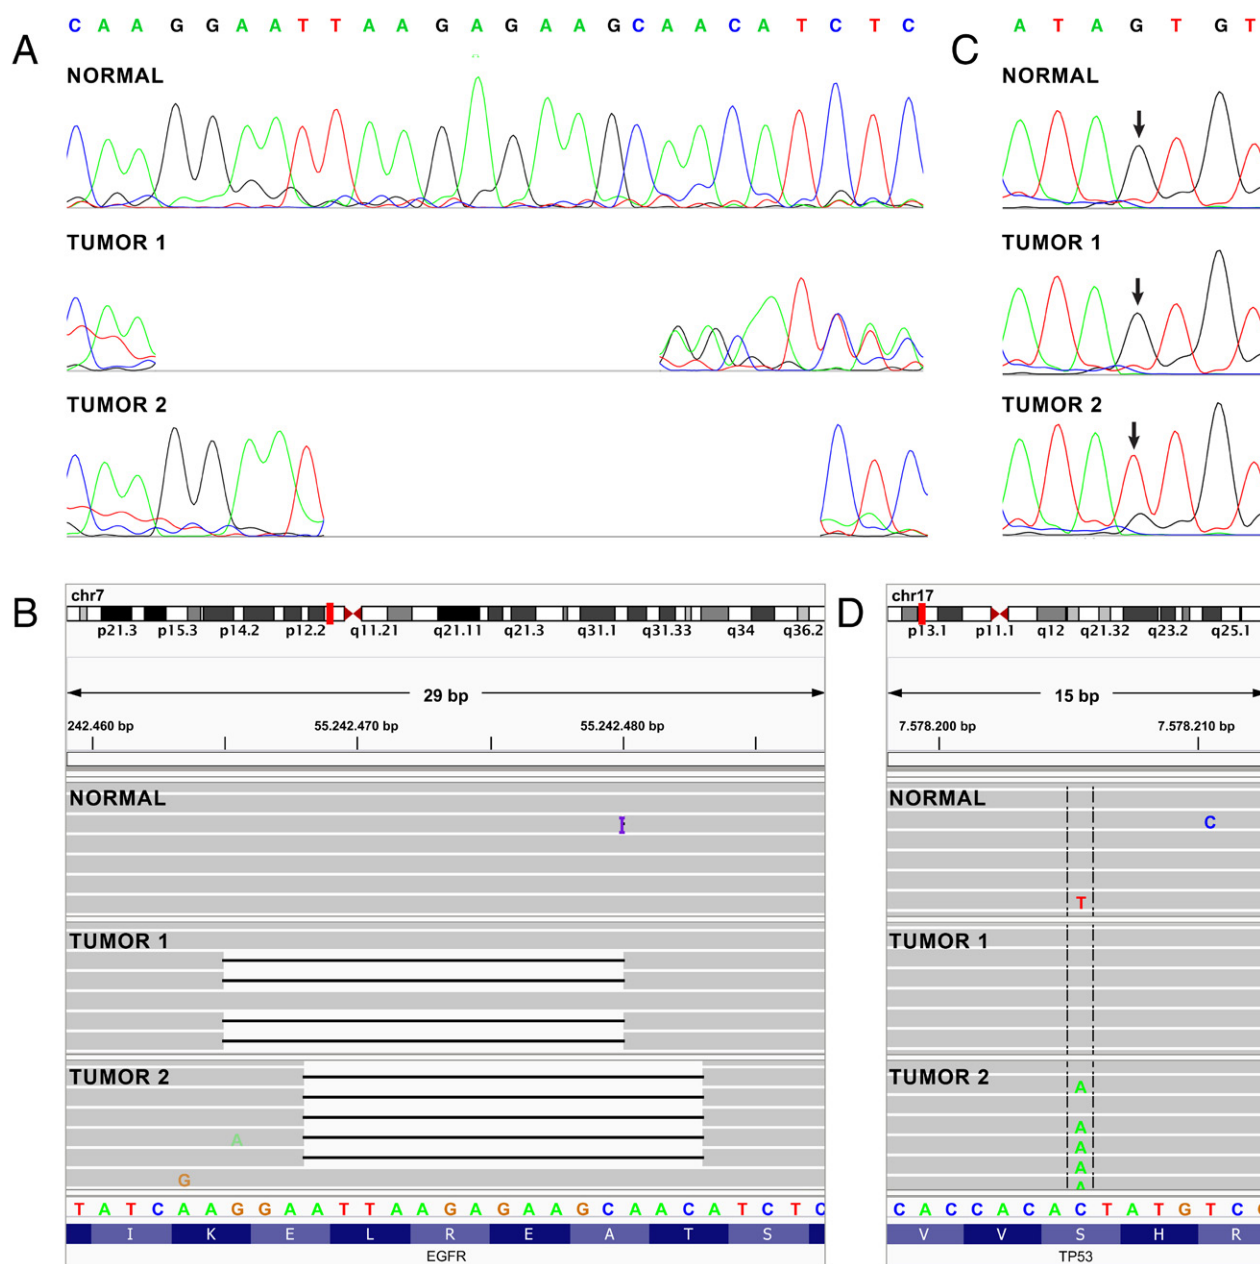 A
C A A G G A A T T A A G A G A A G C A A C A T C T C
NORMAL
TUMOR 1
TUMOR 2
C
A T A G T G T
NORMAL
TUMOR 1
TUMOR 2
B
chr7
p21.3 p15.3 p14.2 p12.2 q11.21 q21.11 q21.3 q31.1 q31.33 q34 q36.2
29 bp
242.460 bp 55.242.470 bp 55.242.480 bp
NORMAL
TUMOR 1
TUMOR 2
A
G
T A T C A A G G A A T T A A G A G A A G C A A C A T C T C
I K E L R E A T S
EGFR
D
chr17
p13.1 p11.1 q12 q21.32 q23.2 q25.1
15 bp
7.578.200 bp 7.578.210 bp
NORMAL
C
T
TUMOR 1
TUMOR 2
A
A
A
A
A
C A C C A C A C T A T G T C
V V S H R
TP53